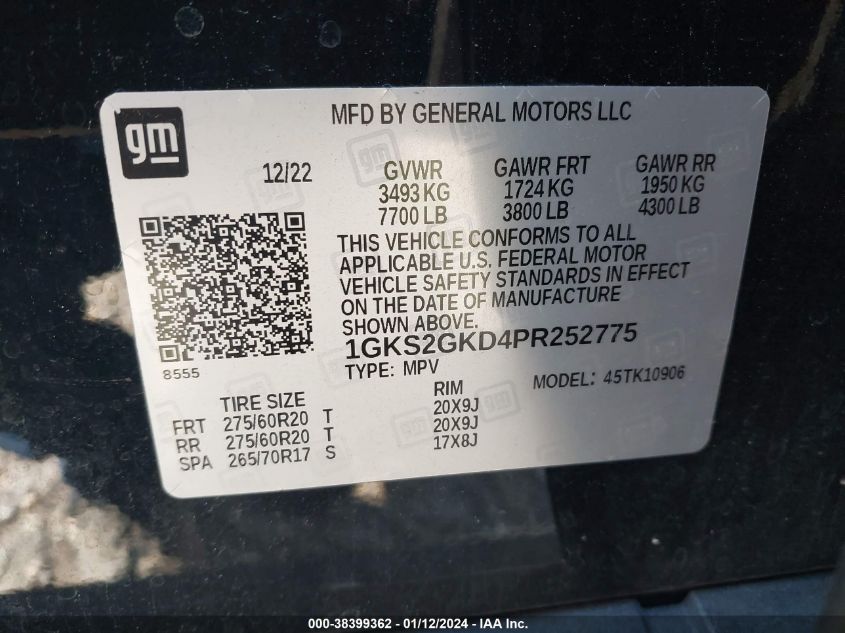 gm
MFD BY GENERAL MOTORS LLC
12/22
GVWR GAWR FRT GAWR RR
3493 KG 1724 KG 1950 KG
7700 LB 3800 LB 4300 LB
THIS VEHICLE CONFORMS TO ALL
APPLICABLE U.S. FEDERAL MOTOR
VEHICLE SAFETY STANDARDS IN EFFECT
ON THE DATE OF MANUFACTURE
SHOWN ABOVE.
8555
1GKS2GKD4PR252775
TYPE: MPV MODEL: 45TK10906
TIRE SIZE RIM
FRT 275/60R20 T 20X9J
RR 275/60R20 T 20X9J
SPA 265/70R17 S 17X8J
000-38399362 - 01/12/2024 - IAAI Inc.